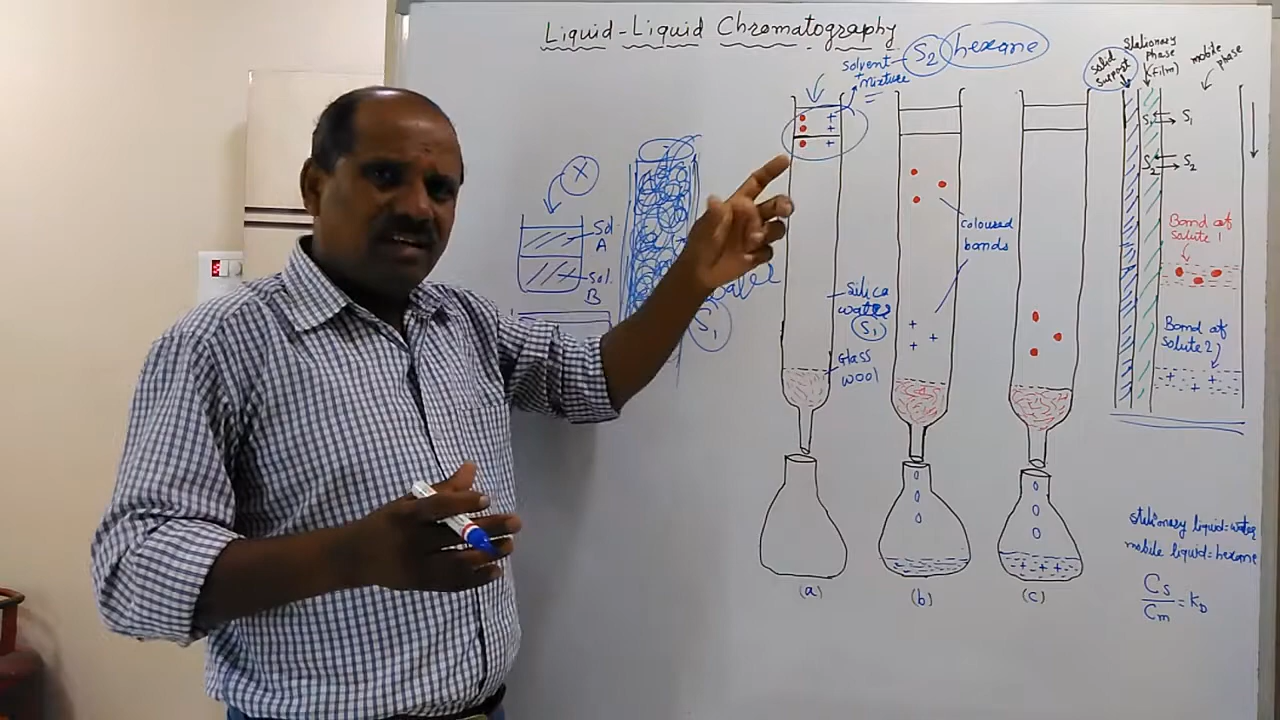 Liquid-Liquid Chromatography
solvent
+
mixture
S2
hexane
solid
support
Stationary
phase
(Film)
mobile
phase
X
Sol
A
Sol.
B
S1
Silica
water
S1
Glass
wool
coloured
bands
S1
S1
S2
S2
Band of
Solute 1
Band of
Solute 2
(a)
(b)
(c)
stationary liquid=water
mobile liquid=hexane
Cs
Cm
= KD